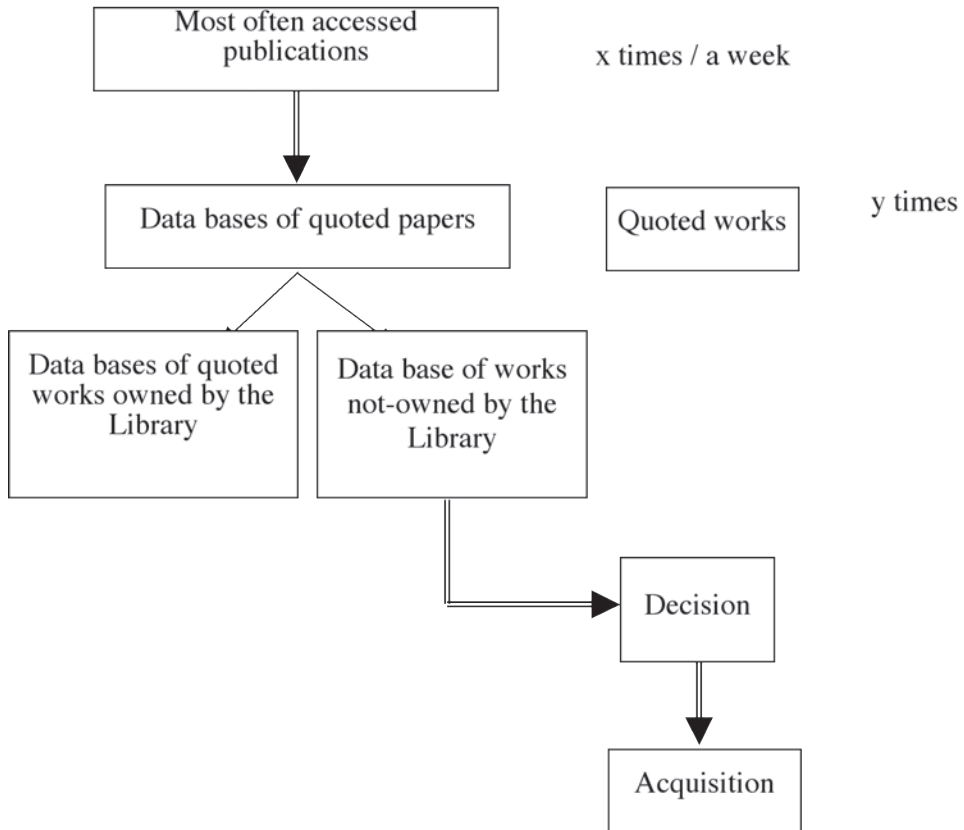 Most often accessed
publications
x times / a week
Data bases of quoted papers
Quoted works
y times
Data bases of quoted
works owned by the
Library
Data base of works
not-owned by the
Library
Decision
Acquisition